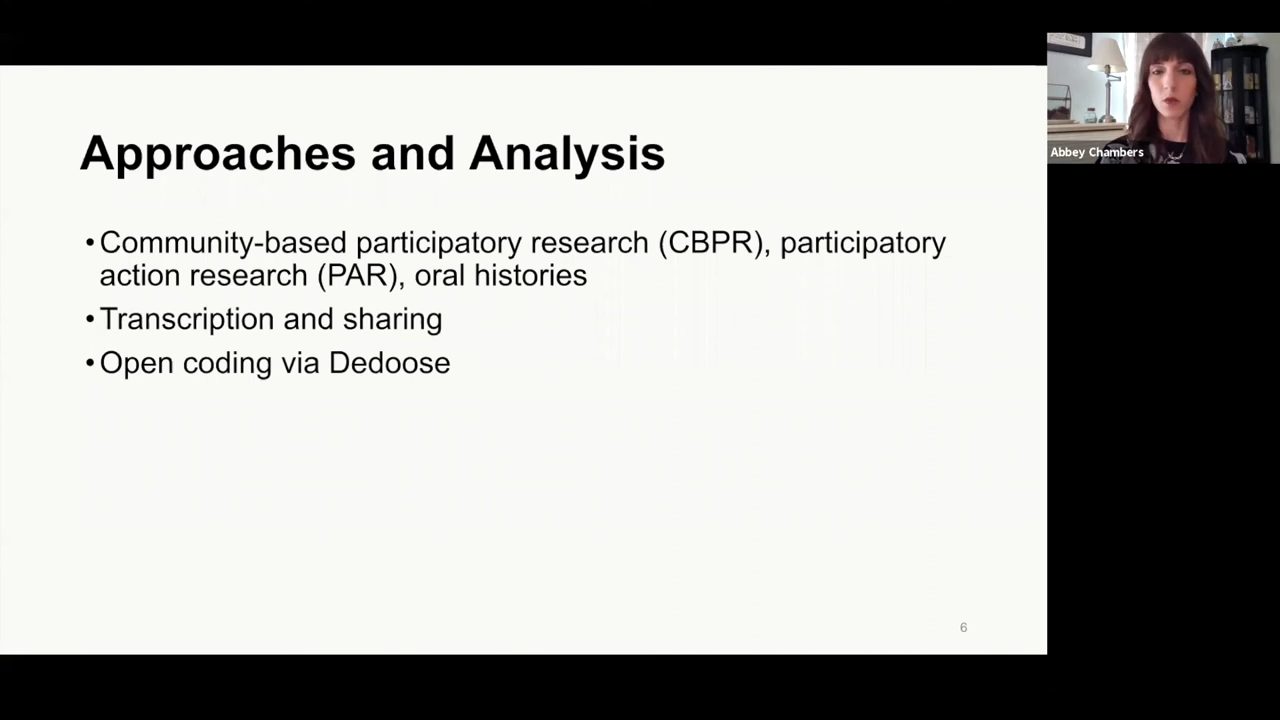 Approaches and Analysis
• Community-based participatory research (CBPR), participatory
action research (PAR), oral histories
• Transcription and sharing
• Open coding via Dedoose
6
Abbey Chambers